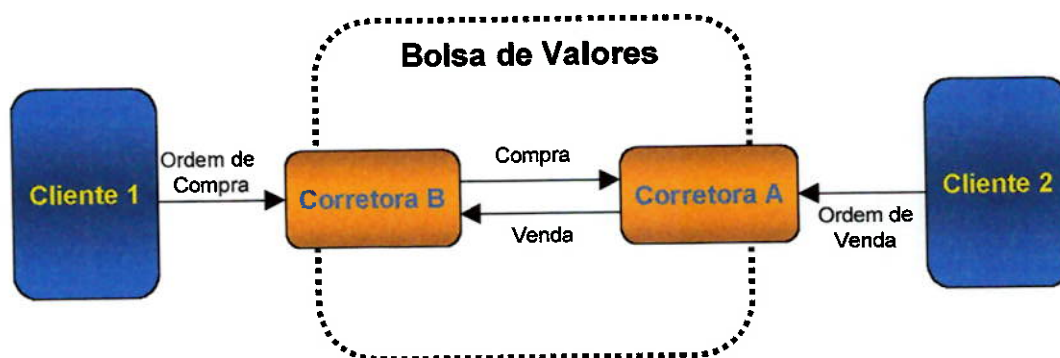 Bolsa de Valores
Cliente 1
Ordem de
Compra
Corretora B
Compra
Venda
Corretora A
Ordem de
Venda
Cliente 2